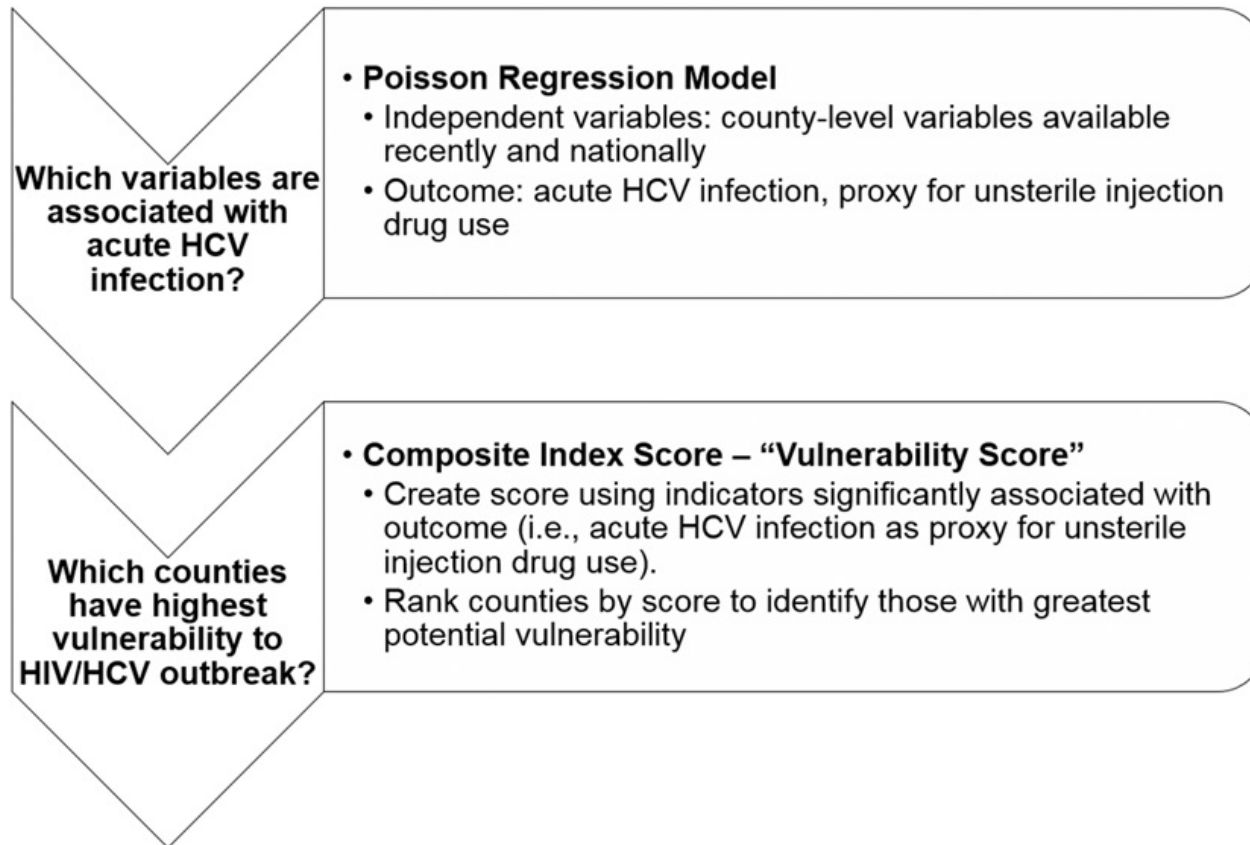 Which variables are
associated with
acute HCV
infection?
• Poisson Regression Model
• Independent variables: county-level variables available
recently and nationally
• Outcome: acute HCV infection, proxy for unsterile injection
drug use
Which counties
have highest
vulnerability to
HIV/HCV outbreak?
• Composite Index Score – “Vulnerability Score”
• Create score using indicators significantly associated with
outcome (i.e., acute HCV infection as proxy for unsterile
injection drug use).
• Rank counties by score to identify those with greatest
potential vulnerability